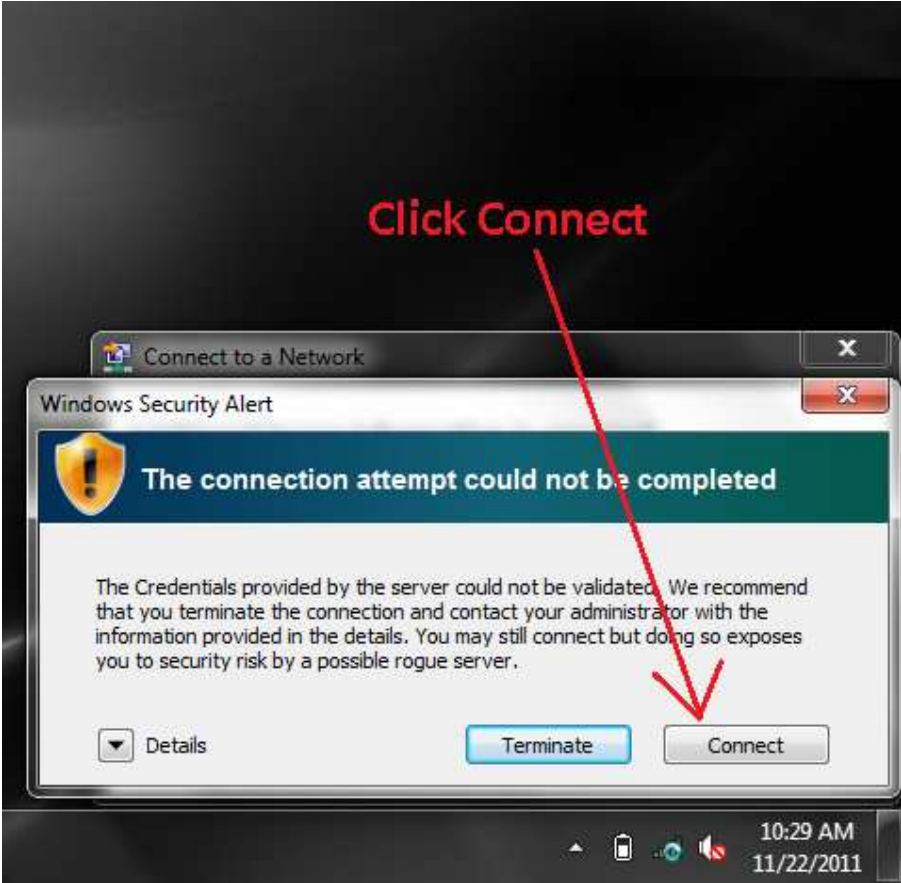 Click Connect
Connect to a Network
Windows Security Alert
The connection attempt could not be completed
The Credentials provided by the server could not be validated. We recommend
that you terminate the connection and contact your administrator with the
information provided in the details. You may still connect but doing so exposes
you to security risk by a possible rogue server.
Details
Terminate
Connect
10:29 AM
11/22/2011